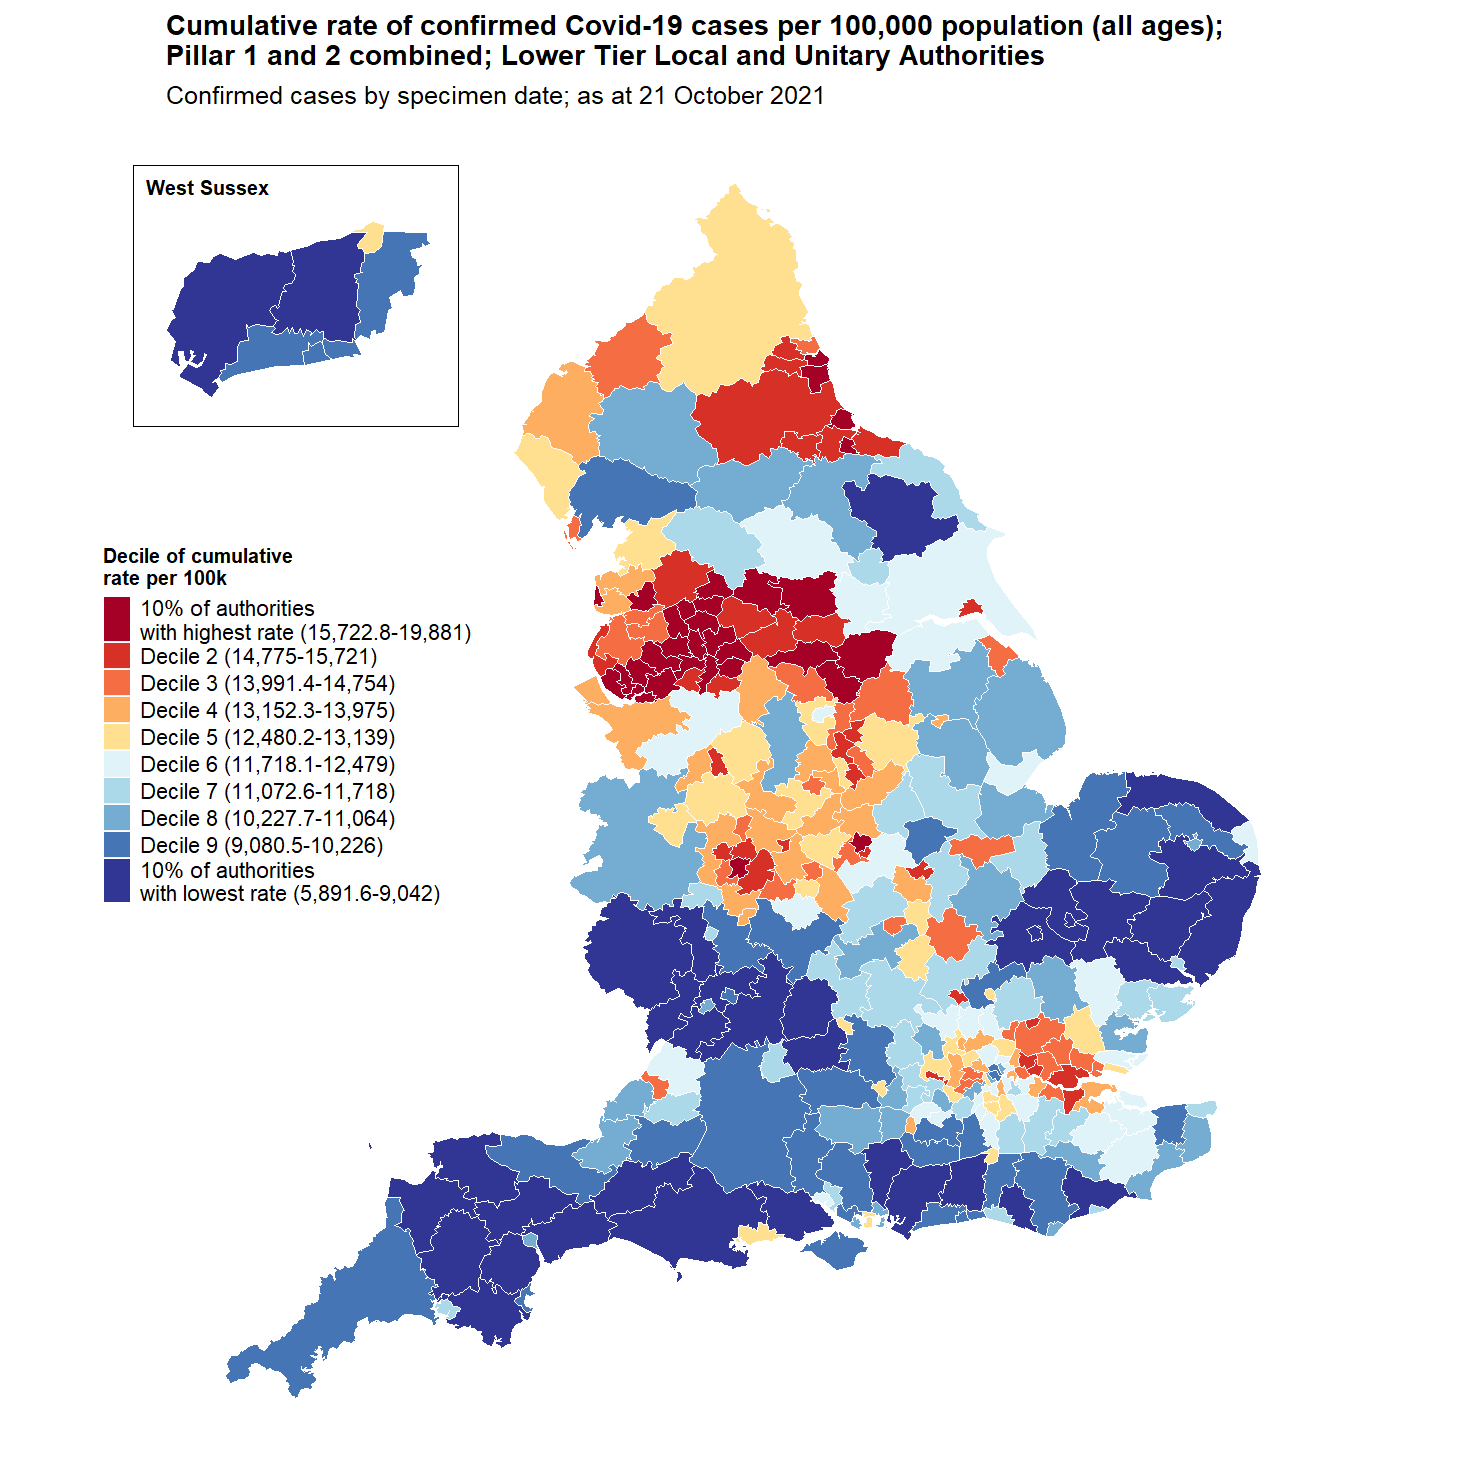 Cumulative rate of confirmed Covid-19 cases per 100,000 population (all ages);
Pillar 1 and 2 combined; Lower Tier Local and Unitary Authorities
Confirmed cases by specimen date; as at 21 October 2021
West Sussex
Decile of cumulative
rate per 100k
10% of authorities
with highest rate (15,722.8-19,881)
Decile 2 (14,775-15,721)
Decile 3 (13,991.4-14,754)
Decile 4 (13,152.3-13,975)
Decile 5 (12,480.2-13,139)
Decile 6 (11,718.1-12,479)
Decile 7 (11,072.6-11,718)
Decile 8 (10,227.7-11,064)
Decile 9 (9,080.5-10,226)
10% of authorities
with lowest rate (5,891.6-9,042)